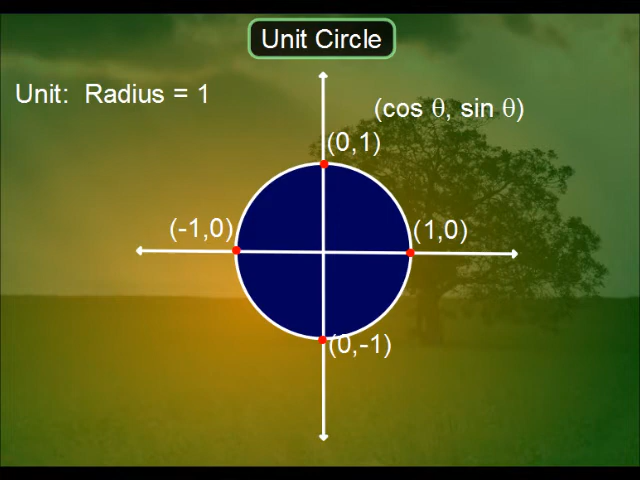 Unit Circle
Unit:  Radius = 1
(cos θ, sin θ)
(0,1)
(-1,0)
(1,0)
(0,-1)